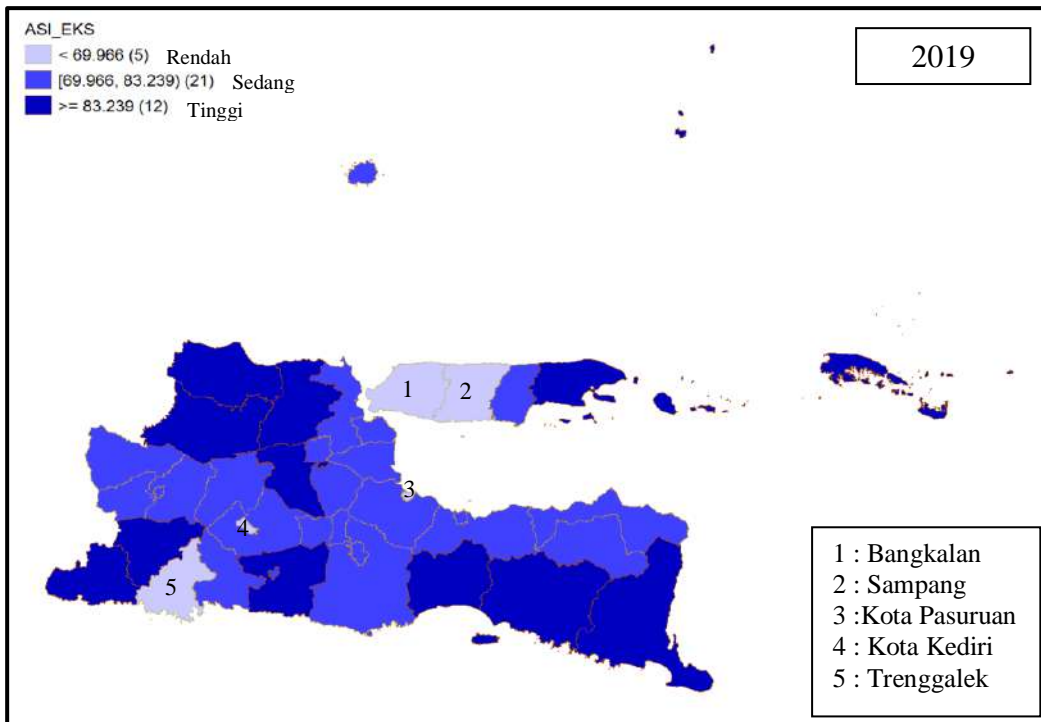 ASI_EKS
< 69.966 (5) Rendah
[69.966, 83.239) (21) Sedang
>= 83.239 (12) Tinggi
2019
1
2
3
4
5
1 : Bangkalan
2 : Sampang
3 :Kota Pasuruan
4 : Kota Kediri
5 : Trenggalek